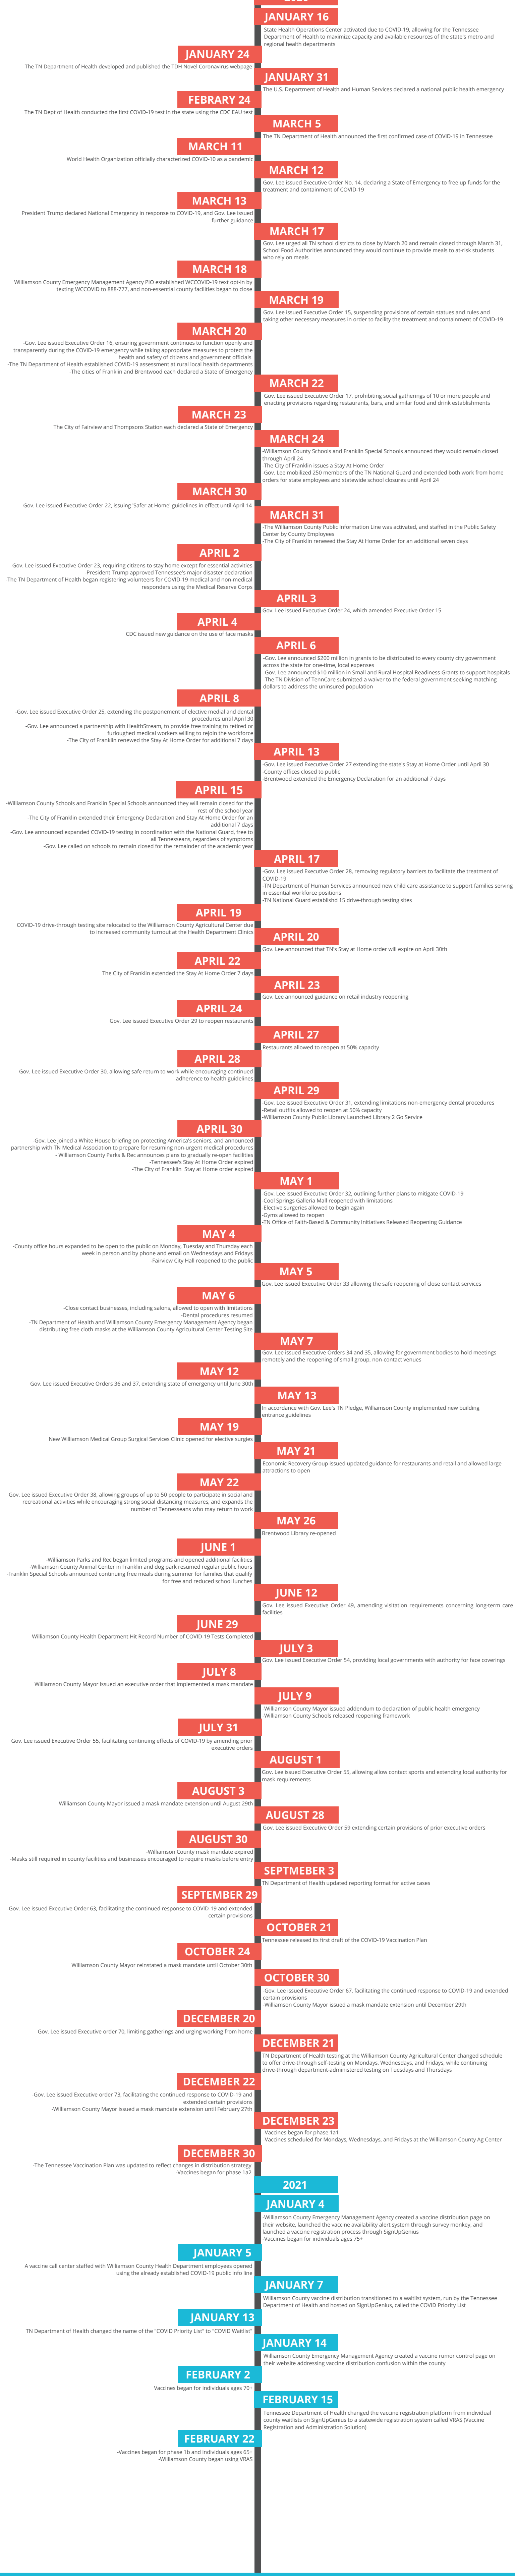 2020
JANUARY 16
State Health Operations Center activated due to COVID-19, allowing for the Tennessee
Department of Health to maximize capacity and available resources of the state's metro and
regional health departments
JANUARY 24
The TN Department of Health developed and published the TDH Novel Coronavirus webpage
JANUARY 31
The U.S. Department of Health and Human Services declared a national public health emergency
FEBRARY 24
The TN Dept of Health conducted the first COVID-19 test in the state using the CDC EAU test
MARCH 5
The TN Department of Health announced the first confirmed case of COVID-19 in Tennessee
MARCH 11
World Health Organization officially characterized COVID-10 as a pandemic
MARCH 12
Gov. Lee issued Executive Order No. 14, declaring a State of Emergency to free up funds for the
treatment and containment of COVID-19
MARCH 13
President Trump declared National Emergency in response to COVID-19, and Gov. Lee issued
further guidance
MARCH 17
Gov. Lee urged all TN school districts to close by March 20 and remain closed through March 31,
School Food Authorities announced they would continue to provide meals to at-risk students
who rely on meals
MARCH 18
Williamson County Emergency Management Agency PIO established WCCOVID-19 text opt-in by
texting WCCOVID to 888-777, and non-essential county facilities began to close
MARCH 19
Gov. Lee issued Executive Order 15, suspending provisions of certain statues and rules and
taking other necessary measures in order to facility the treatment and containment of COVID-19
MARCH 20
-Gov. Lee issued Executive Order 16, ensuring government continues to function openly and
transparently during the COVID-19 emergency while taking appropriate measures to protect the
health and safety of citizens and government officials
-The TN Department of Health established COVID-19 assessment at rural local health departments
-The cities of Franklin and Brentwood each declared a State of Emergency
MARCH 22
Gov. Lee issued Executive Order 17, prohibiting social gatherings of 10 or more people and
enacting provisions regarding restaurants, bars, and similar food and drink establishments
MARCH 23
The City of Fairview and Thompsons Station each declared a State of Emergency
MARCH 24
-Williamson County Schools and Franklin Special Schools announced they would remain closed
through April 24
-The City of Franklin issues a Stay At Home Order
-Gov. Lee mobilized 250 members of the TN National Guard and extended both work from home
orders for state employees and statewide school closures until April 24
MARCH 30
Gov. Lee issued Executive Order 22, issuing 'Safer at Home' guidelines in effect until April 14
MARCH 31
-The Williamson County Public Information Line was activated, and staffed in the Public Safety
Center by County Employees
-The City of Franklin renewed the Stay At Home Order for an additional seven days
APRIL 2
-Gov. Lee issued Executive Order 23, requiring citizens to stay home except for essential activities
-President Trump approved Tennessee's major disaster declaration
-The TN Department of Health began registering volunteers for COVID-19 medical and non-medical
responders using the Medical Reserve Corps
APRIL 3
Gov. Lee issued Executive Order 24, which amended Executive Order 15
APRIL 4
CDC issued new guidance on the use of face masks
APRIL 6
-Gov. Lee announced $200 million in grants to be distributed to every county city government
across the state for one-time, local expenses
-Gov. Lee announced $10 million in Small and Rural Hospital Readiness Grants to support hospitals
-The TN Division of TennCare submitted a waiver to the federal government seeking matching
dollars to address the uninsured population
APRIL 8
-Gov. Lee issued Executive Order 25, extending the postponement of elective medial and dental
procedures until April 30
-Gov. Lee announced a partnership with HealthStream, to provide free training to retired or
furloughed medical workers willing to rejoin the workforce
-The City of Franklin renewed the Stay At Home Order for additional 7 days
APRIL 13
-Gov. Lee issued Executive Order 27 extending the state's Stay at Home Order until April 30
-County offices closed to public
-Brentwood extended the Emergency Declaration for an additional 7 days
APRIL 15
-Williamson County Schools and Franklin Special Schools announced they will remain closed for the
rest of the school year
-The City of Franklin extended their Emergency Declaration and Stay At Home Order for an
additional 7 days
-Gov. Lee announced expanded COVID-19 testing in coordination with the National Guard, free to
all Tennesseans, regardless of symptoms
-Gov. Lee called on schools to remain closed for the remainder of the academic year
APRIL 17
-Gov. Lee issued Executive Order 28, removing regulatory barriers to facilitate the treatment of
COVID-19
-TN Department of Human Services announced new child care assistance to support families serving
in essential workforce positions
-TN National Guard establishd 15 drive-through testing sites
APRIL 19
COVID-19 drive-through testing site relocated to the Williamson County Agricultural Center due
to increased community turnout at the Health Department Clinics
APRIL 20
Gov. Lee announced that TN's Stay at Home order will expire on April 30th
APRIL 22
The City of Franklin extended the Stay At Home Order 7 days
APRIL 23
Gov. Lee announced guidance on retail industry reopening
APRIL 24
Gov. Lee issued Executive Order 29 to reopen restaurants
APRIL 27
Restaurants allowed to reopen at 50% capacity
APRIL 28
Gov. Lee issued Executive Order 30, allowing safe return to work while encouraging continued
adherence to health guidelines
APRIL 29
-Gov. Lee issued Executive Order 31, extending limitations non-emergency dental procedures
-Retail outfits allowed to reopen at 50% capacity
-Williamson County Public Library Launched Library 2 Go Service
APRIL 30
-Gov. Lee joined a White House briefing on protecting America's seniors, and announced
partnership with TN Medical Association to prepare for resuming non-urgent medical procedures
- Williamson County Parks & Rec announces plans to gradually re-open facilities
-Tennessee's Stay At Home Order expired
-The City of Franklin Stay at Home order expired
MAY 1
-Gov. Lee issued Executive Order 32, outlining further plans to mitigate COVID-19
-Cool Springs Galleria Mall reopened with limitations
-Elective surgeries allowed to begin again
-Gyms allowed to reopen
-TN Office of Faith-Based & Community Initiatives Released Reopening Guidance
MAY 4
-County office hours expanded to be open to the public on Monday, Tuesday and Thursday each
week in person and by phone and email on Wednesdays and Fridays
-Fairview City Hall reopened to the public
MAY 5
Gov. Lee issued Executive Order 33 allowing the safe reopening of close contact services
MAY 6
-Close contact businesses, including salons, allowed to open with limitations
-Dental procedures resumed
-TN Department of Health and Williamson County Emergency Management Agency began
distributing free cloth masks at the Williamson County Agricultural Center Testing Site
MAY 7
Gov. Lee issued Executive Orders 34 and 35, allowing for government bodies to hold meetings
remotely and the reopening of small group, non-contact venues
MAY 12
Gov. Lee issued Executive Orders 36 and 37, extending state of emergency until June 30th
MAY 13
In accordance with Gov. Lee's TN Pledge, Williamson County implemented new building
entrance guidelines
MAY 19
New Williamson Medical Group Surgical Services Clinic opened for elective surgies
MAY 21
Economic Recovery Group issued updated guidance for restaurants and retail and allowed large
attractions to open
MAY 22
Gov. Lee issued Executive Order 38, allowing groups of up to 50 people to participate in social and
recreational activities while encouraging strong social distancing measures, and expands the
number of Tennesseans who may return to work
MAY 26
Brentwood Library re-opened
JUNE 1
-Williamson Parks and Rec began limited programs and opened additional facilities
-Williamson County Animal Center in Franklin and dog park resumed regular public hours
-Franklin Special Schools announced continuing free meals during summer for families that qualify
for free and reduced school lunches
JUNE 12
Gov. Lee issued Executive Order 49, amending visitation requirements concerning long-term care
facilities
JUNE 29
Williamson County Health Department Hit Record Number of COVID-19 Tests Completed
JULY 3
Gov. Lee issued Executive Order 54, providing local governments with authority for face coverings
JULY 8
Williamson County Mayor issued an executive order that implemented a mask mandate
JULY 9
-Williamson County Mayor issued addendum to declaration of public health emergency
-Williamson County Schools released reopening framework
JULY 31
Gov. Lee issued Executive Order 55, facilitating continuing effects of COVID-19 by amending prior
executive orders
AUGUST 1
Gov. Lee issued Executive Order 55, allowing allow contact sports and extending local authority for
mask requirements
AUGUST 3
Williamson County Mayor issued a mask mandate extension until August 29th
AUGUST 28
Gov. Lee issued Executive Order 59 extending certain provisions of prior executive orders
AUGUST 30
-Williamson County mask mandate expired
-Masks still required in county facilities and businesses encouraged to require masks before entry
SEPTMEBER 3
TN Department of Health updated reporting format for active cases
SEPTEMBER 29
-Gov. Lee issued Executive Order 63, facilitating the continued response to COVID-19 and extended
certain provisions
OCTOBER 21
Tennessee released its first draft of the COVID-19 Vaccination Plan
OCTOBER 24
Williamson County Mayor reinstated a mask mandate until October 30th
OCTOBER 30
-Gov. Lee issued Executive Order 67, facilitating the continued response to COVID-19 and extended
certain provisions
-Williamson County Mayor issued a mask mandate extension until December 29th
DECEMBER 20
Gov. Lee issued Executive order 70, limiting gatherings and urging working from home
DECEMBER 21
TN Department of Health testing at the Williamson County Agricultural Center changed schedule
to offer drive-through self-testing on Mondays, Wednesdays, and Fridays, while continuing
drive-through department-administered testing on Tuesdays and Thursdays
DECEMBER 22
-Gov. Lee issued Executive order 73, facilitating the continued response to COVID-19 and
extended certain provisions
-Williamson County Mayor issued a mask mandate extension until February 27th
DECEMBER 23
-Vaccines began for phase 1a1
-Vaccines scheduled for Mondays, Wednesdays, and Fridays at the Williamson County Ag Center
DECEMBER 30
-The Tennessee Vaccination Plan was updated to reflect changes in distribution strategy
-Vaccines began for phase 1a2
2021
JANUARY 4
-Williamson County Emergency Management Agency created a vaccine distribution page on
their website, launched the vaccine availability alert system through survey monkey, and
launched a vaccine registration process through SignUpGenius
-Vaccines began for individuals ages 75+
JANUARY 5
A vaccine call center staffed with Williamson County Health Department employees opened
using the already established COVID-19 public info line
JANUARY 7
Williamson County vaccine distribution transitioned to a waitlist system, run by the Tennessee
Department of Health and hosted on SignUpGenius, called the COVID Priority List
JANUARY 13
TN Department of Health changed the name of the "COVID Priority List" to "COVID Waitlist"
JANUARY 14
Williamson County Emergency Management Agency created a vaccine rumor control page on
their website addressing vaccine distribution confusion within the county
FEBRUARY 2
Vaccines began for individuals ages 70+
FEBRUARY 15
Tennessee Department of Health changed the vaccine registration platform from individual
county waitlists on SignUpGenius to a statewide registration system called VRAS (Vaccine
Registration and Administration Solution)
FEBRUARY 22
-Vaccines began for phase 1b and individuals ages 65+
-Williamson County began using VRAS